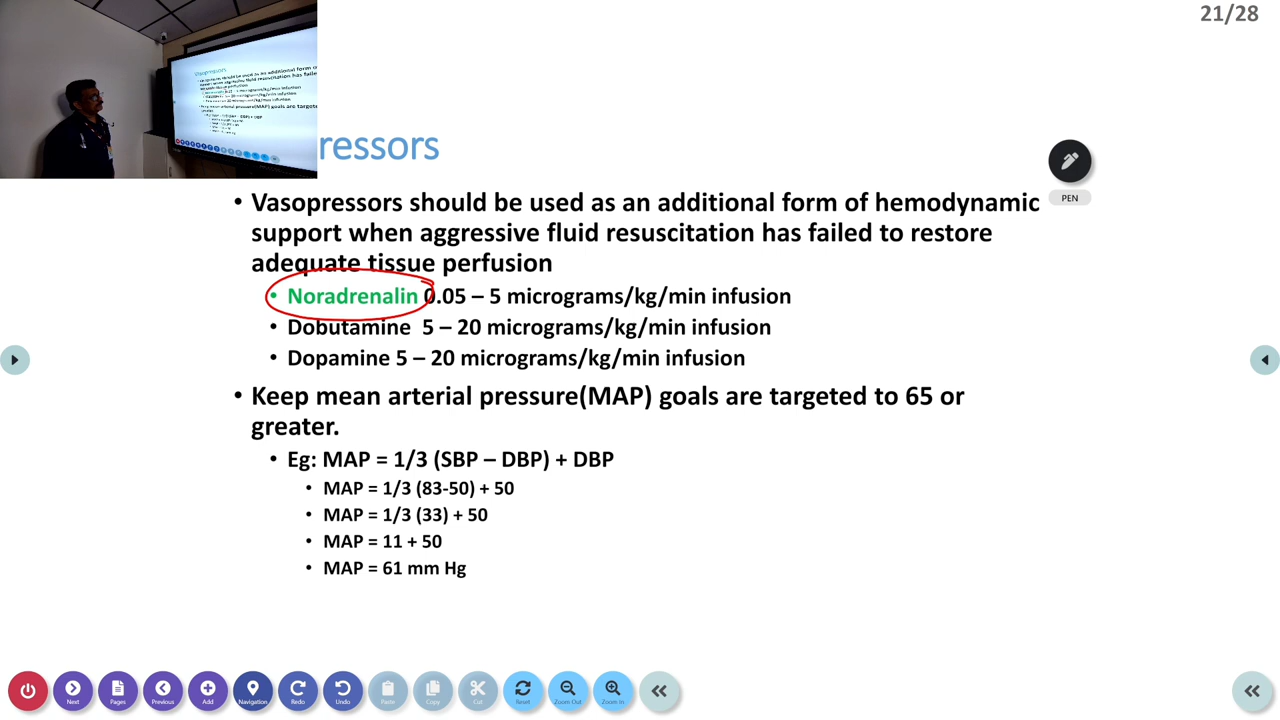 21/28
ressors
PEN
• Vasopressors should be used as an additional form of hemodynamic
support when aggressive fluid resuscitation has failed to restore
adequate tissue perfusion
• Noradrenalin 0.05 – 5 micrograms/kg/min infusion
• Dobutamine 5 – 20 micrograms/kg/min infusion
• Dopamine 5 – 20 micrograms/kg/min infusion
• Keep mean arterial pressure(MAP) goals are targeted to 65 or
greater.
• Eg: MAP = 1/3 (SBP – DBP) + DBP
• MAP = 1/3 (83-50) + 50
• MAP = 1/3 (33) + 50
• MAP = 11 + 50
• MAP = 61 mm Hg
Next Pages Previous Add Navigation Redo Undo Paste Copy Cut Reset Zoom Out Zoom In